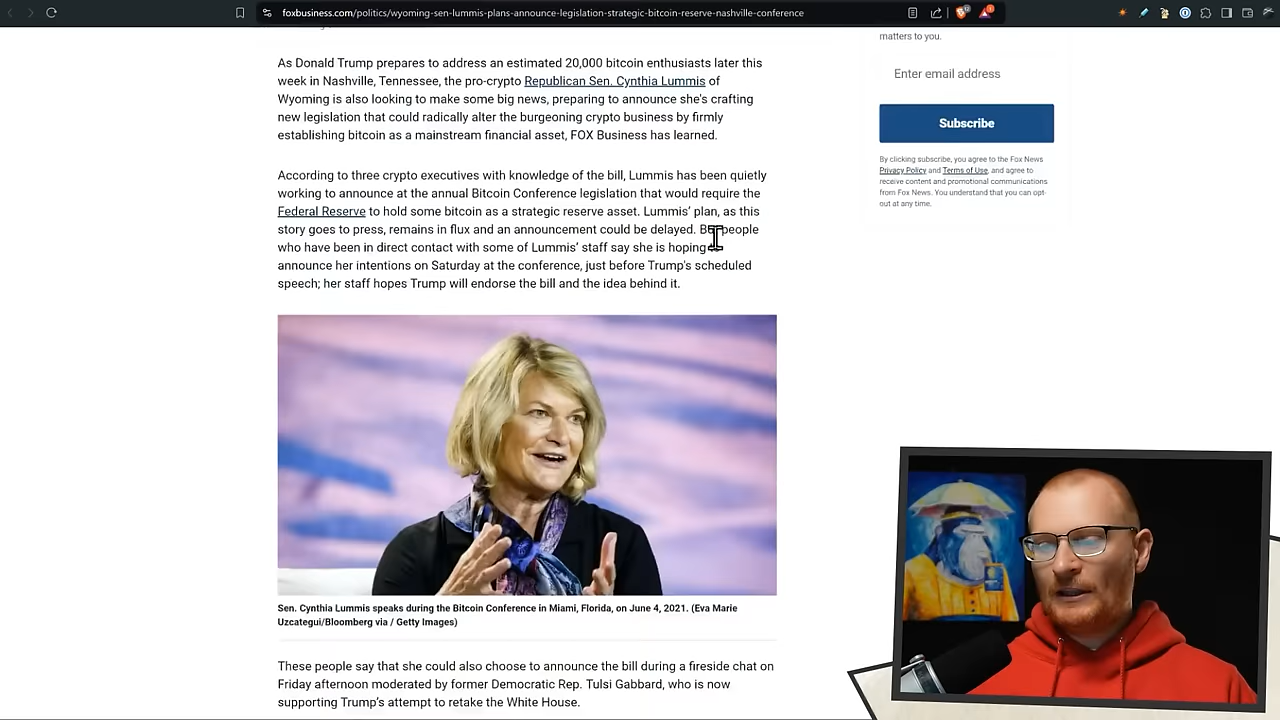 foxbusiness.com/politics/wyoming-sen-lummis-plans-announce-legislation-strategic-bitcoin-reserve-nashville-conference
As Donald Trump prepares to address an estimated 20,000 bitcoin enthusiasts later this
week in Nashville, Tennessee, the pro-crypto Republican Sen. Cynthia Lummis of
Wyoming is also looking to make some big news, preparing to announce she's crafting
new legislation that could radically alter the burgeoning crypto business by firmly
establishing bitcoin as a mainstream financial asset, FOX Business has learned.
According to three crypto executives with knowledge of the bill, Lummis has been quietly
planning to announce at the annual Bitcoin Conference legislation that would require the
Federal Reserve to hold some bitcoin as a strategic reserve asset. Lummis’ plan, as this
story goes to press, remains in flux and an announcement could be delayed. people
who have been in direct contact with some of Lummis’ staff say she is hoping
announce her intentions on Saturday at the conference, just before Trump's scheduled
speech; her staff hopes Trump will endorse the bill and the idea behind it.
Sen. Cynthia Lummis speaks during the Bitcoin Conference in Miami, Florida, on June 4, 2021. (Eva Marie
Uzcategui/Bloomberg via / Getty Images)
These people say that she could also choose to announce the bill during a fireside chat on
Friday afternoon moderated by former Democratic Rep. Tulsi Gabbard, who is now
supporting Trump’s attempt to retake the White House.
matters to you.
Enter email address
Subscribe
By clicking subscribe, you agree to the Fox News
Privacy Policy and Terms of Use, and agree to
receive content and promotional communications
from Fox News. You understand that you can opt-
out at any time.